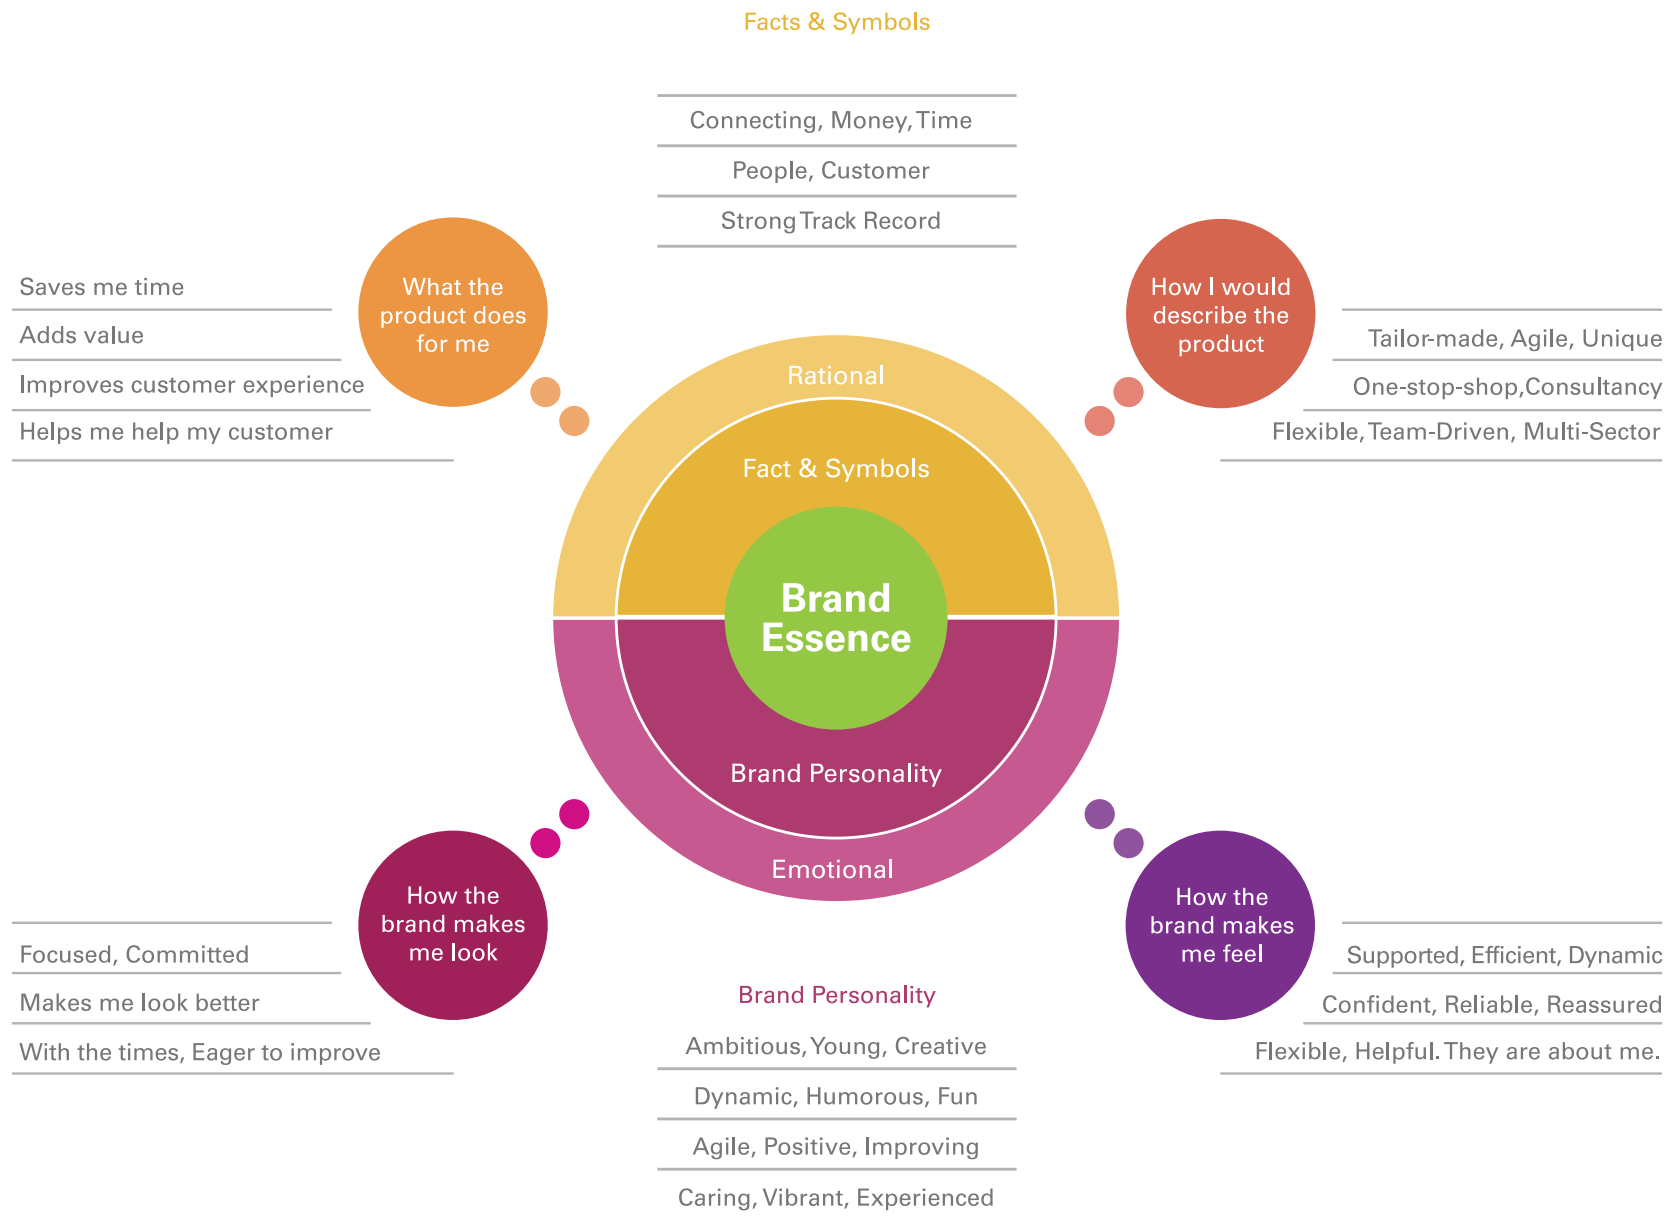 Facts & Symbols
Connecting, Money, Time
People, Customer
Strong Track Record
What the
product does
for me
Saves me time
Adds value
Improves customer experience
Helps me help my customer
How I would
describe the
product
Tailor-made, Agile, Unique
One-stop-shop,Consultancy
Flexible, Team-Driven, Multi-Sector
Rational
Fact & Symbols
Brand
Essence
Brand Personality
Emotional
How the
brand makes
me look
Focused, Committed
Makes me look better
With the times, Eager to improve
How the
brand makes
me feel
Supported, Efficient, Dynamic
Confident, Reliable, Reassured
Flexible, Helpful. They are about me.
Brand Personality
Ambitious, Young, Creative
Dynamic, Humorous, Fun
Agile, Positive, Improving
Caring, Vibrant, Experienced